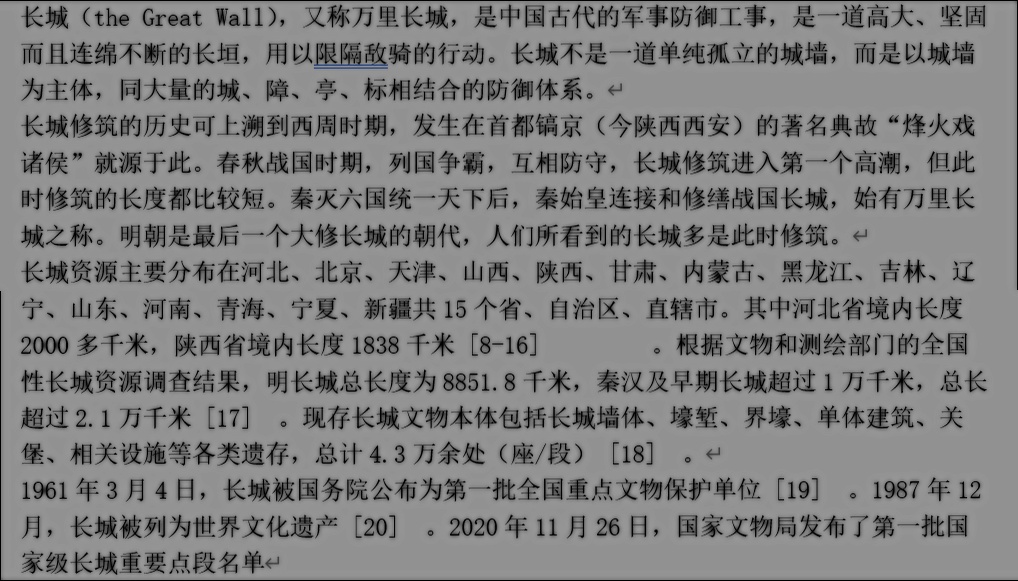 长城（the Great Wall），又称万里长城，是中国古代的军事防御工事，是一道高大、坚固
而且连绵不断的长垣，用以限隔敌骑的行动。长城不是一道单纯孤立的城墙，而是以城墙
为主体，同大量的城、障、亭、标相结合的防御体系。
长城修筑的历史可上溯到西周时期，发生在首都镐京（今陕西西安）的著名典故“烽火戏
诸侯”就源于此。春秋战国时期，列国争霸，互相防守，长城修筑进入第一个高潮，但此
时修筑的长度都比较短。秦灭六国统一天下后，秦始皇连接和修缮战国长城，始有万里长
城之称。明朝是最后一个大修长城的朝代，人们所看到的长城多是此时修筑。
长城资源主要分布在河北、北京、天津、山西、陕西、甘肃、内蒙古、黑龙江、吉林、辽
宁、山东、河南、青海、宁夏、新疆共 15 个省、自治区、直辖市。其中河北省境内长度
2000 多千米，陕西省境内长度 1838 千米 [8-16] 。根据文物和测绘部门的全国
性长城资源调查结果，明长城总长度为 8851.8 千米，秦汉及早期长城超过 1 万千米，总长
超过 2.1 万千米 [17] 。现存长城文物本体包括长城墙体、壕堑、界壕、单体建筑、关
堡、相关设施等各类遗存，总计 4.3 万余处（座/段） [18] 。
1961 年 3 月 4 日，长城被国务院公布为第一批全国重点文物保护单位 [19] 。1987 年 12
月，长城被列为世界文化遗产 [20] 。2020 年 11 月 26 日，国家文物局发布了第一批国
家级长城重要点段名单